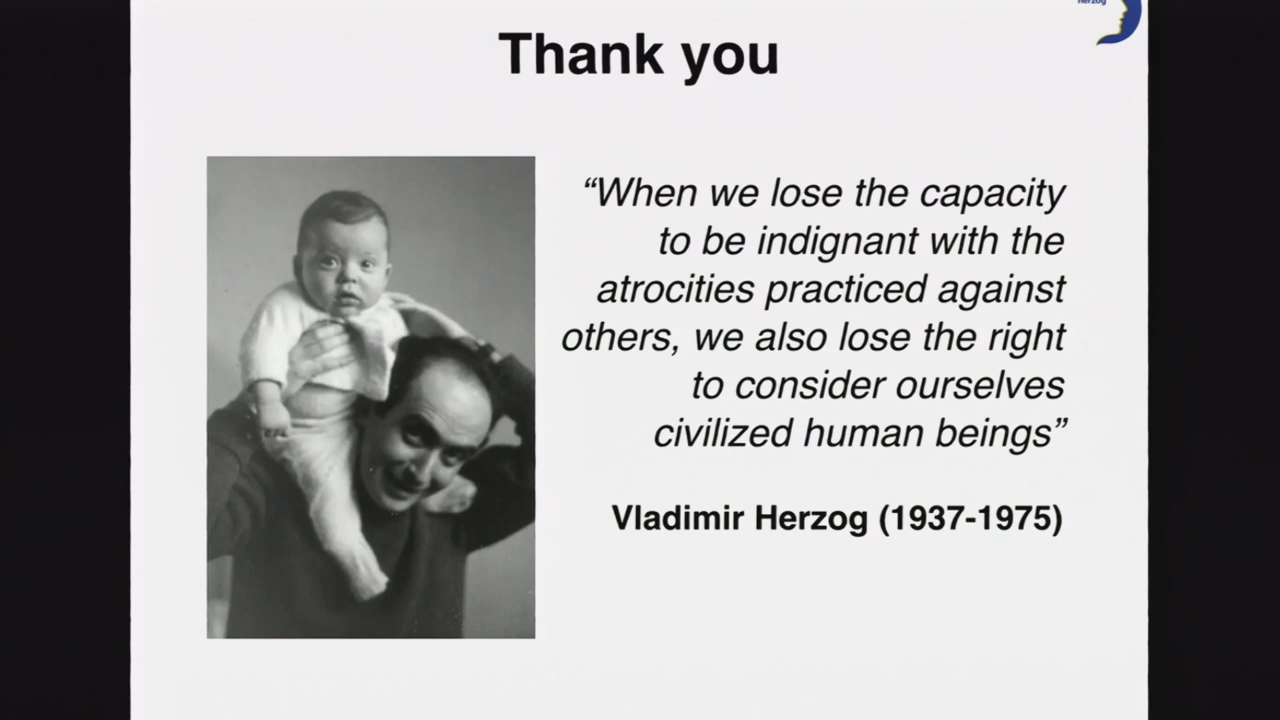 herzog
Thank you
“When we lose the capacity
to be indignant with the
atrocities practiced against
others, we also lose the right
to consider ourselves
civilized human beings”
Vladimir Herzog (1937-1975)